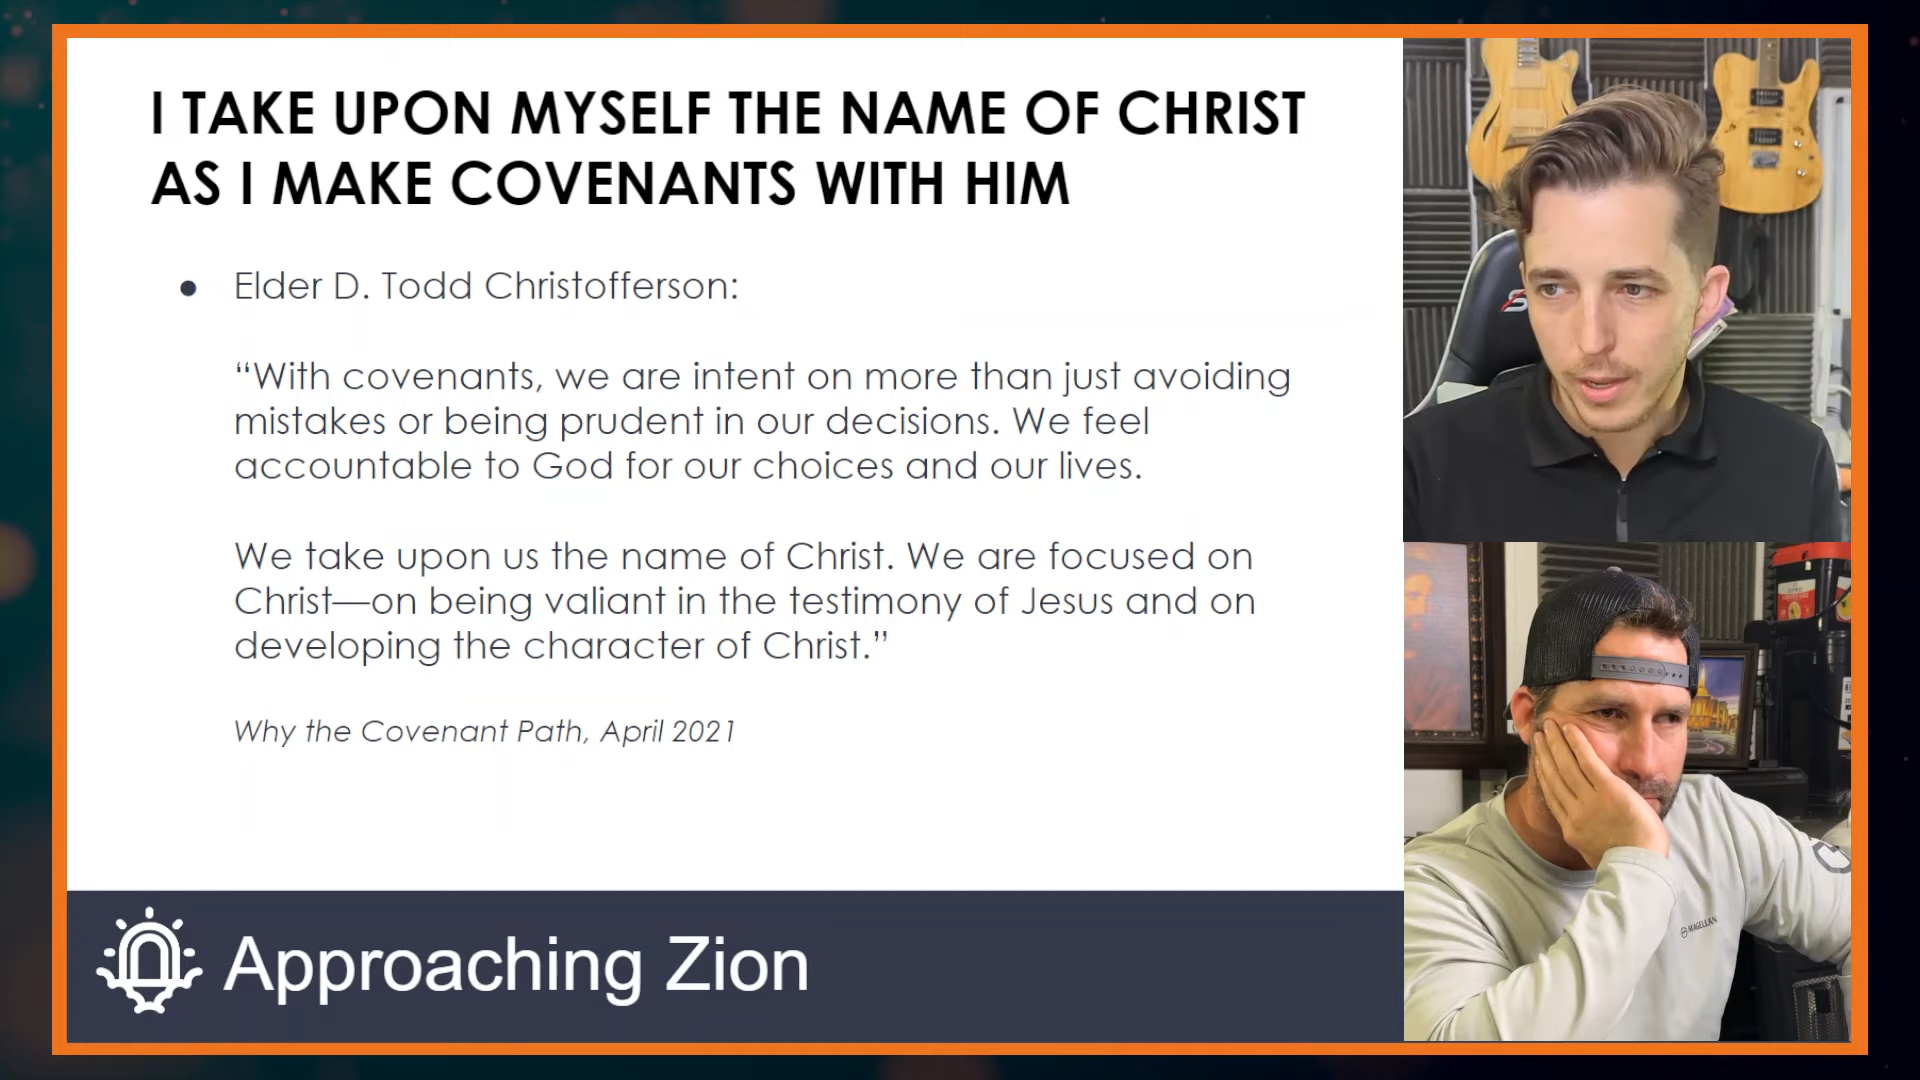 I TAKE UPON MYSELF THE NAME OF CHRIST
AS I MAKE COVENANTS WITH HIM
● Elder D. Todd Christofferson:
“With covenants, we are intent on more than just avoiding
mistakes or being prudent in our decisions. We feel
accountable to God for our choices and our lives.
We take upon us the name of Christ. We are focused on
Christ—on being valiant in the testimony of Jesus and on
developing the character of Christ.”
Why the Covenant Path, April 2021
Approaching Zion
MAGELLAN